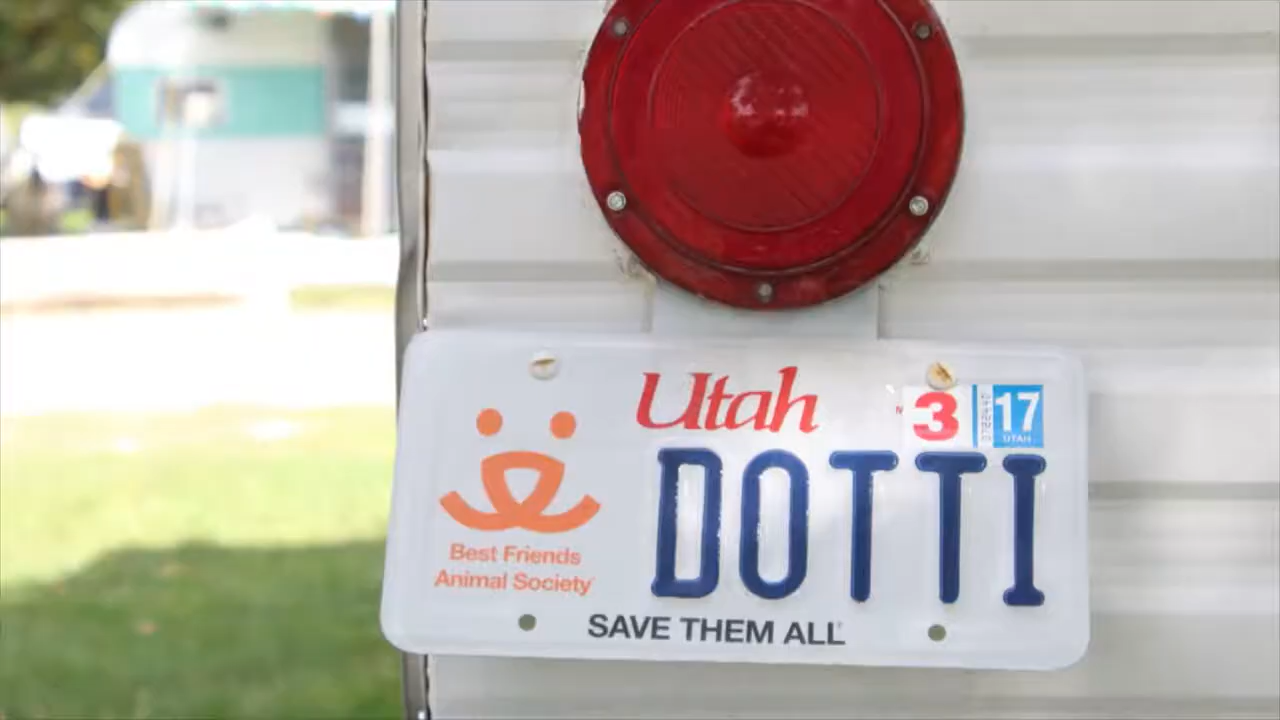 Utah
M 3 17
UTAH
DOTTI
Best Friends
Animal Society
SAVE THEM ALL